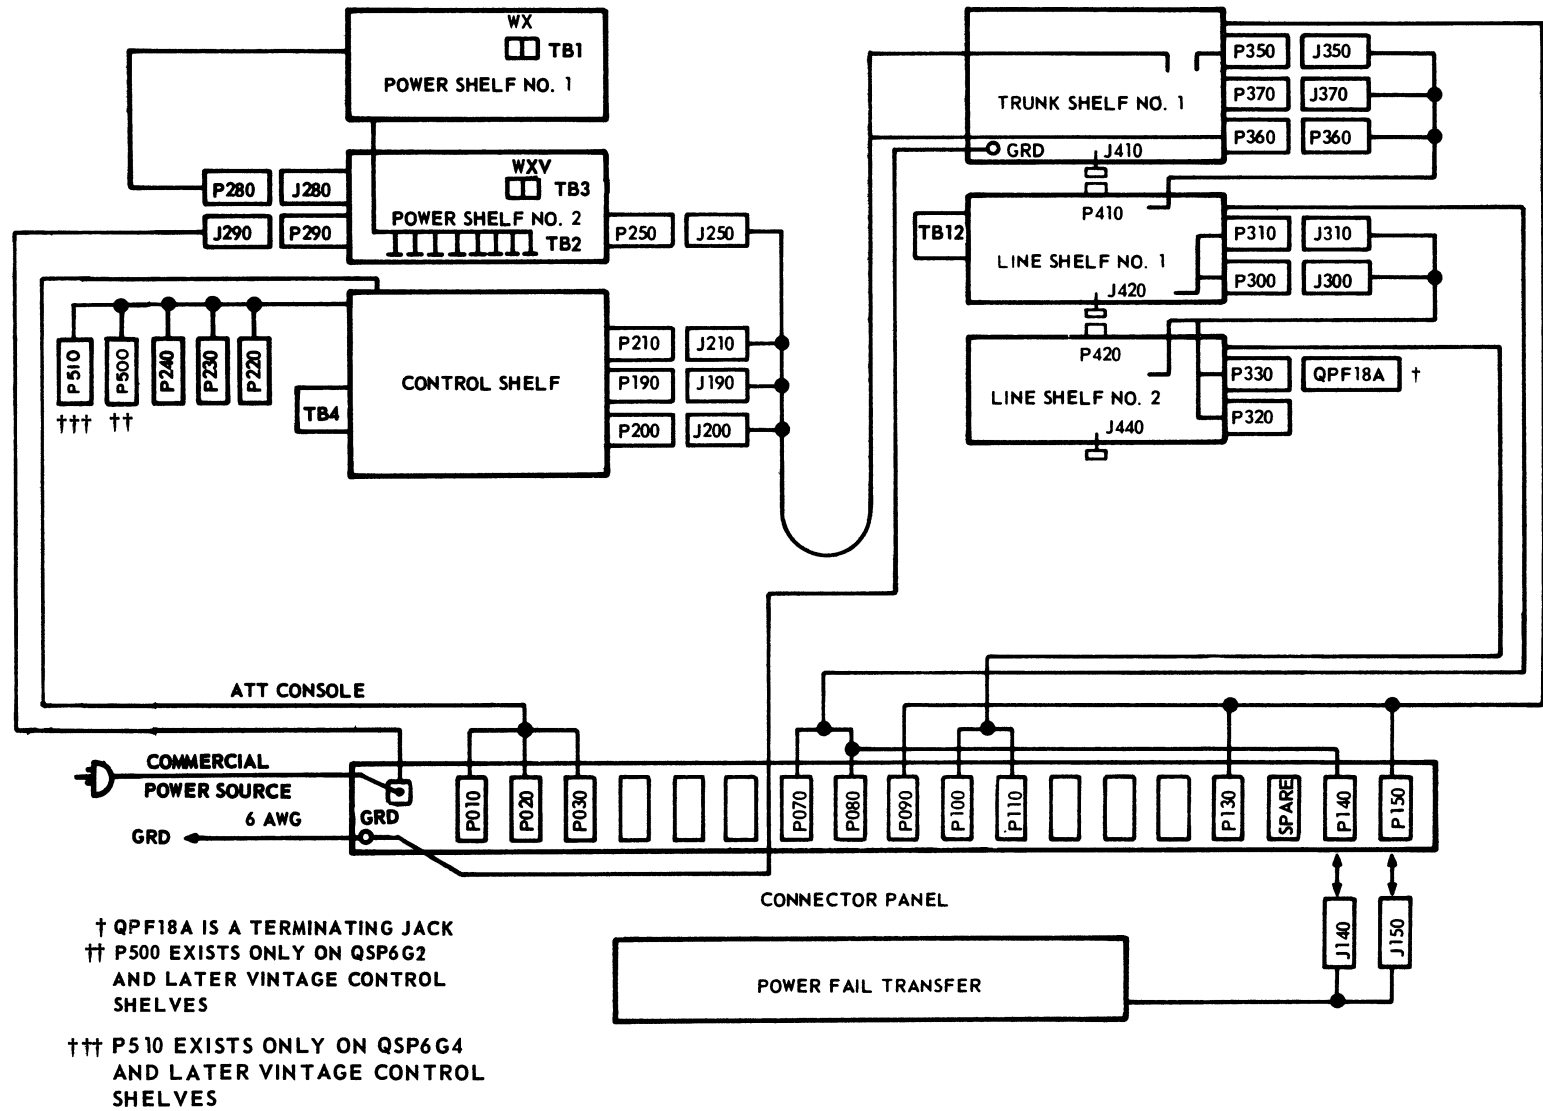 WX
TB1
POWER SHELF NO. 1
WXV
TB3
P280
J280
POWER SHELF NO. 2
J290
P290
TB2
P250
J250
P510
P500
P240
P230
P220
†††
††
CONTROL SHELF
TB4
P210
J210
P190
J190
P200
J200
TRUNK SHELF NO. 1
GRD
J410
P350
J350
P370
J370
P360
P360
P410
TB12
LINE SHELF NO. 1
J420
P310
J310
P300
J300
P420
LINE SHELF NO. 2
J440
P330
QPF18A
†
P320
ATT CONSOLE
COMMERCIAL
POWER SOURCE
6 AWG
GRD
GRD
P010
P020
P030
P070
P080
P090
P100
P110
P130
SPARE
P140
P150
CONNECTOR PANEL
J140
J150
POWER FAIL TRANSFER
† QPF18A IS A TERMINATING JACK
†† P500 EXISTS ONLY ON QSP6G2
AND LATER VINTAGE CONTROL
SHELVES
††† P510 EXISTS ONLY ON QSP6G4
AND LATER VINTAGE CONTROL
SHELVES